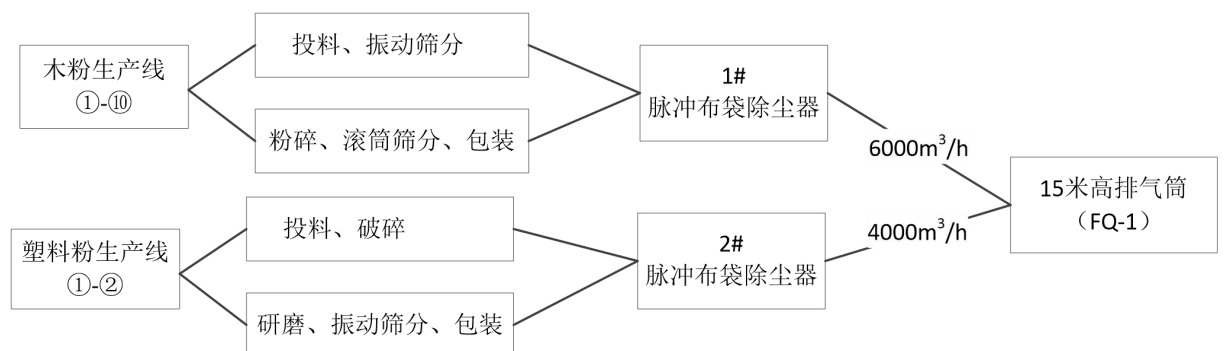 木粉生产线
①-⑩
投料、振动筛分
粉碎、滚筒筛分、包装
1#
脉冲布袋除尘器
6000m³/h
塑料粉生产线
①-②
投料、破碎
研磨、振动筛分、包装
2#
脉冲布袋除尘器
4000m³/h
15米高排气筒
（FQ-1）